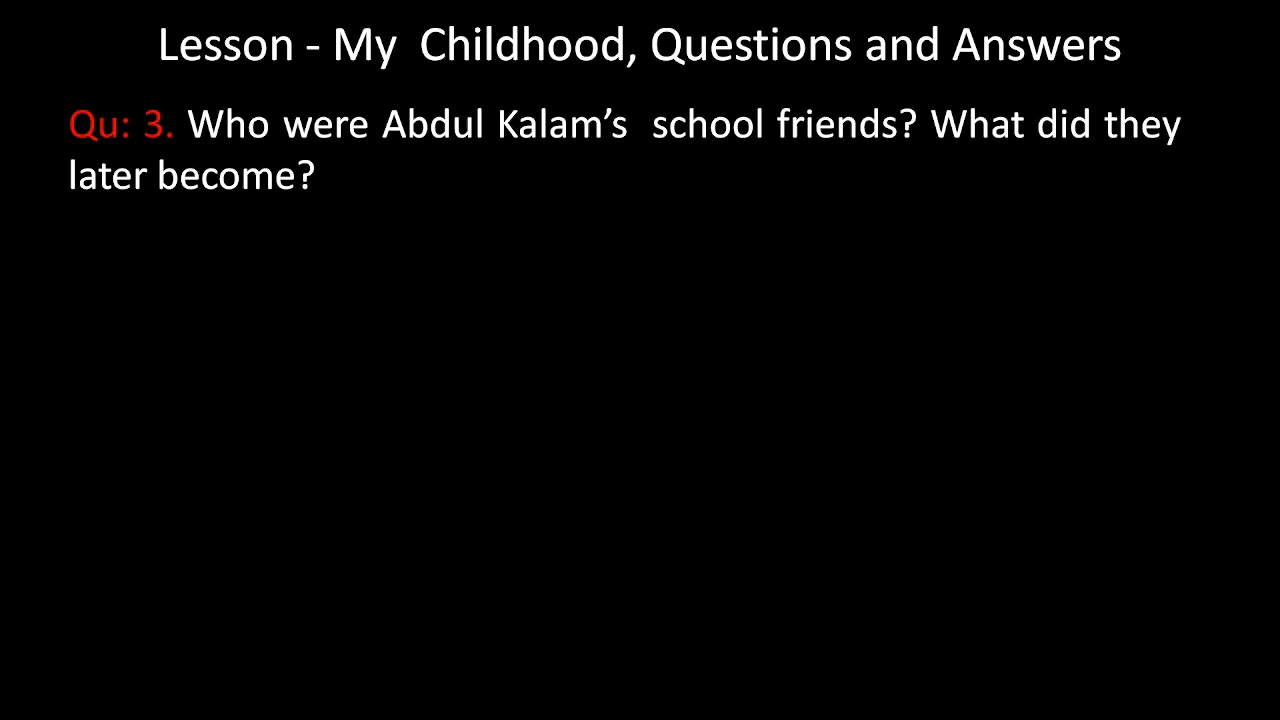 Lesson - My Childhood, Questions and Answers
Qu: 3. Who were Abdul Kalam’s school friends? What did they
later become?